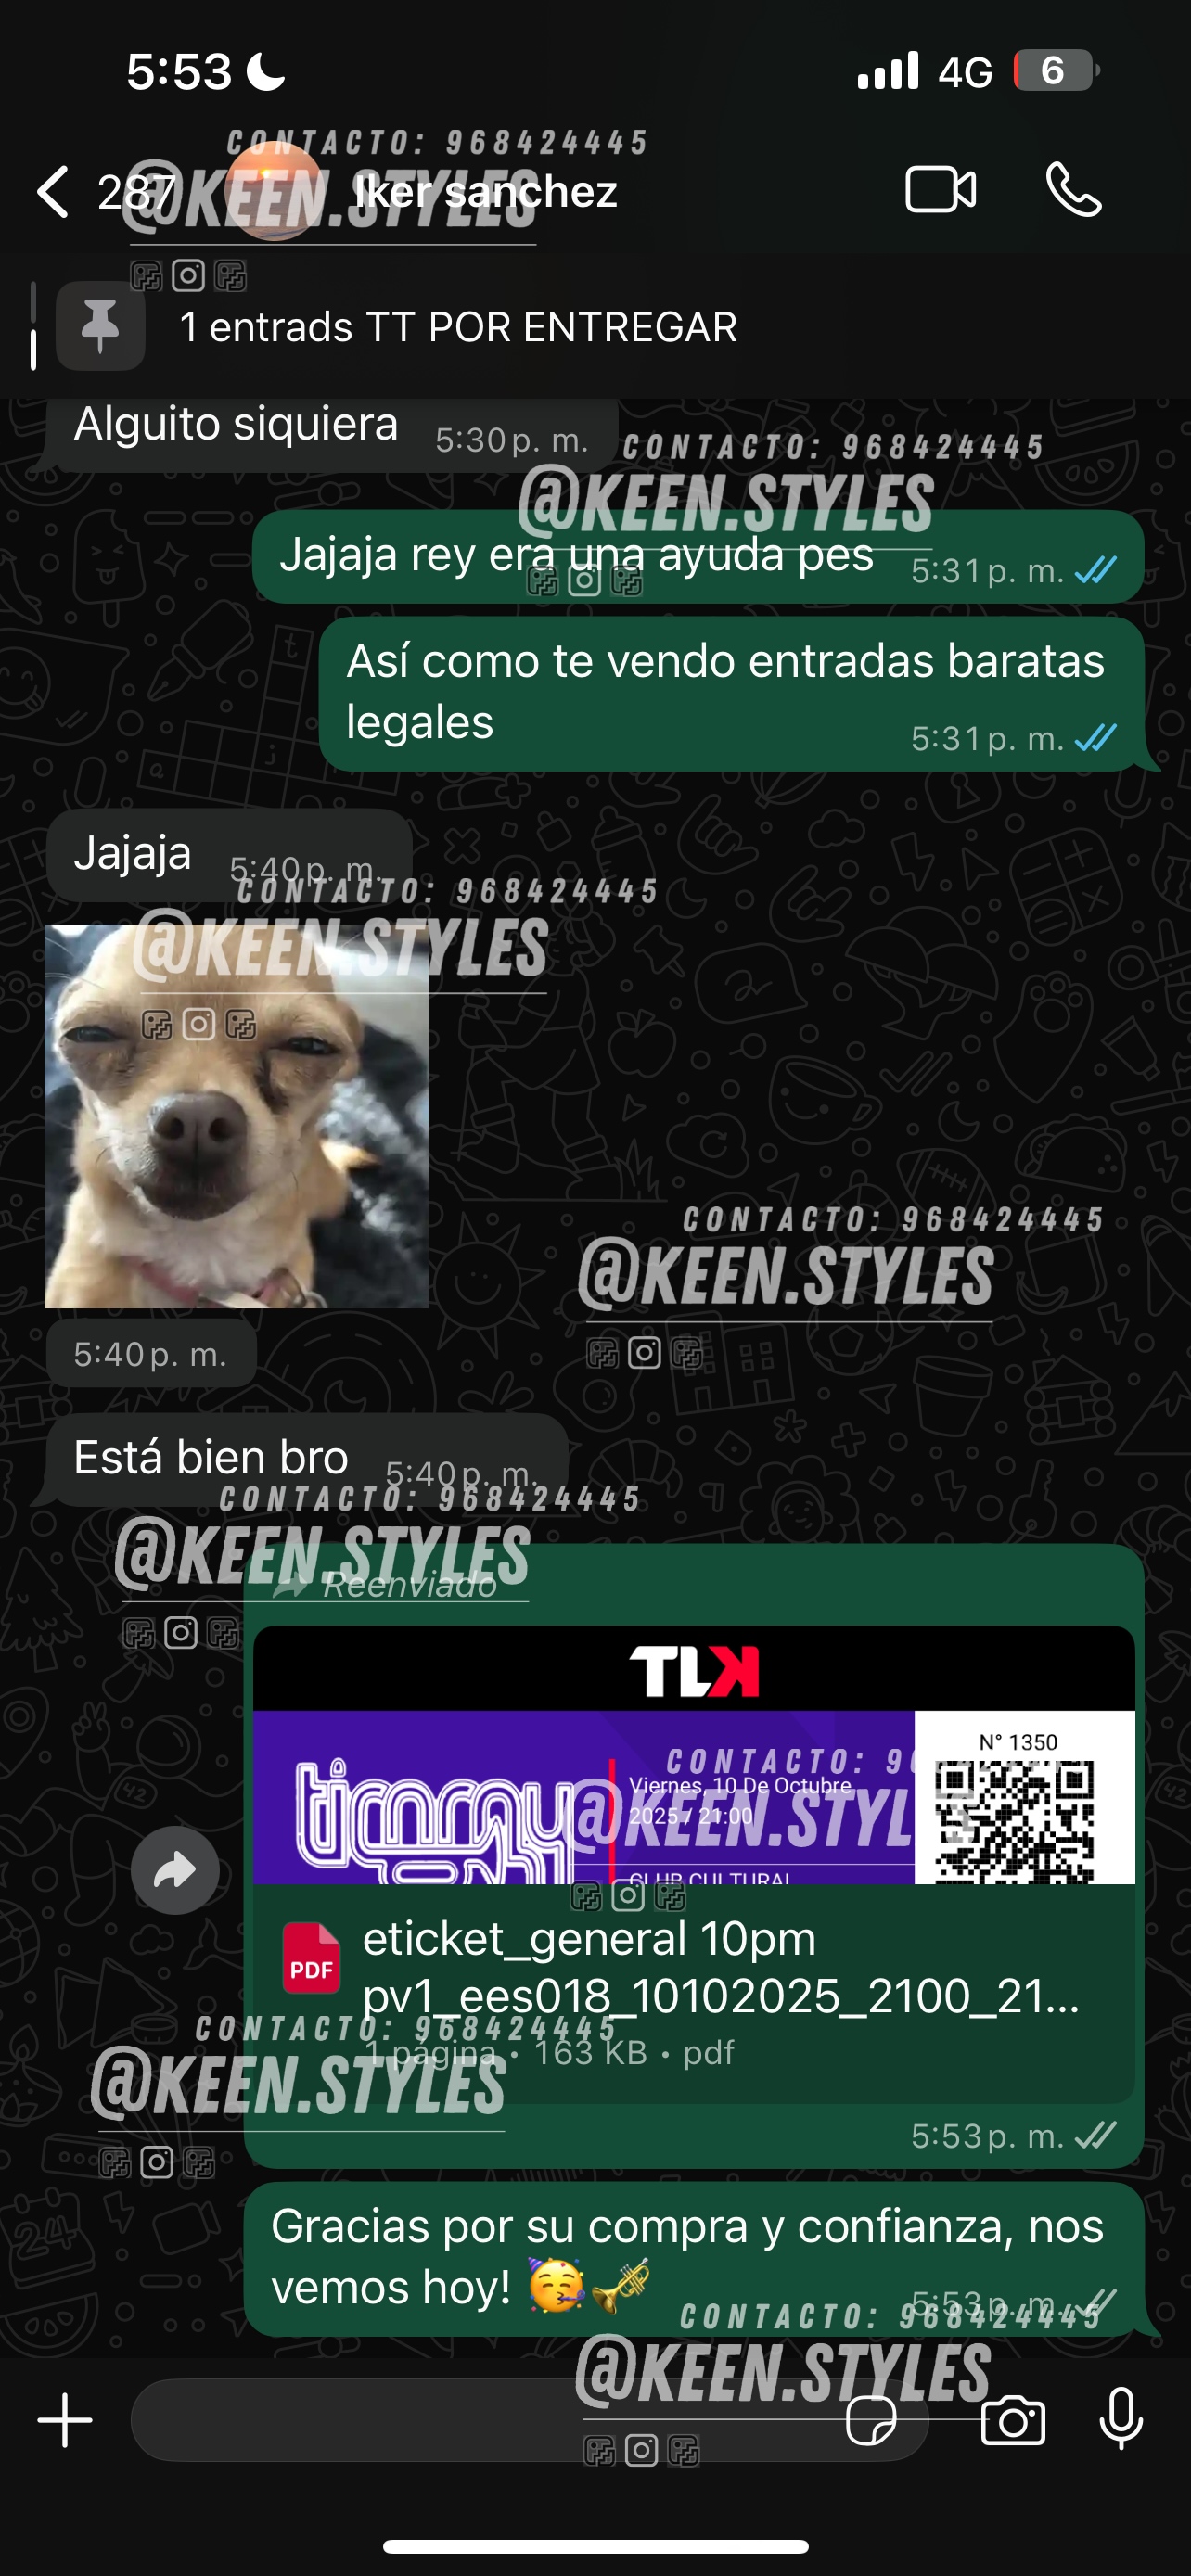 5:53
4G
6
CONTACTO: 968424445
287
@KEEN.STYLES
Iker sanchez
1 entrads TT POR ENTREGAR
Alguito siquiera 5:30 p. m.
CONTACTO: 968424445
@KEEN.STYLES
Jajaja rey era una ayuda pes 5:31 p. m.
Así como te vendo entradas baratas
legales 5:31 p. m.
Jajaja 5:40 p. m.
CONTACTO: 968424445
@KEEN.STYLES
CONTACTO: 968424445
@KEEN.STYLES
5:40 p. m.
Está bien bro 5:40 p. m.
CONTACTO: 968424445
@KEEN.STYLES
Reenviado
TLK
N° 1350
CONTACTO: 9
timmy
Viernes, 10 De Octubre
2025 / 21:00
@KEEN.STYL
CLUB CULTURAL
eticket_general 10pm
PDF
pv1_ees018_10102025_2100_21...
CONTACTO: 968424445
1 página • 163 KB • pdf
@KEEN.STYLES
5:53 p. m.
Gracias por su compra y confianza, nos
vemos hoy! 🥳🎺 5:53 p. m.
CONTACTO: 968424445
@KEEN.STYLES